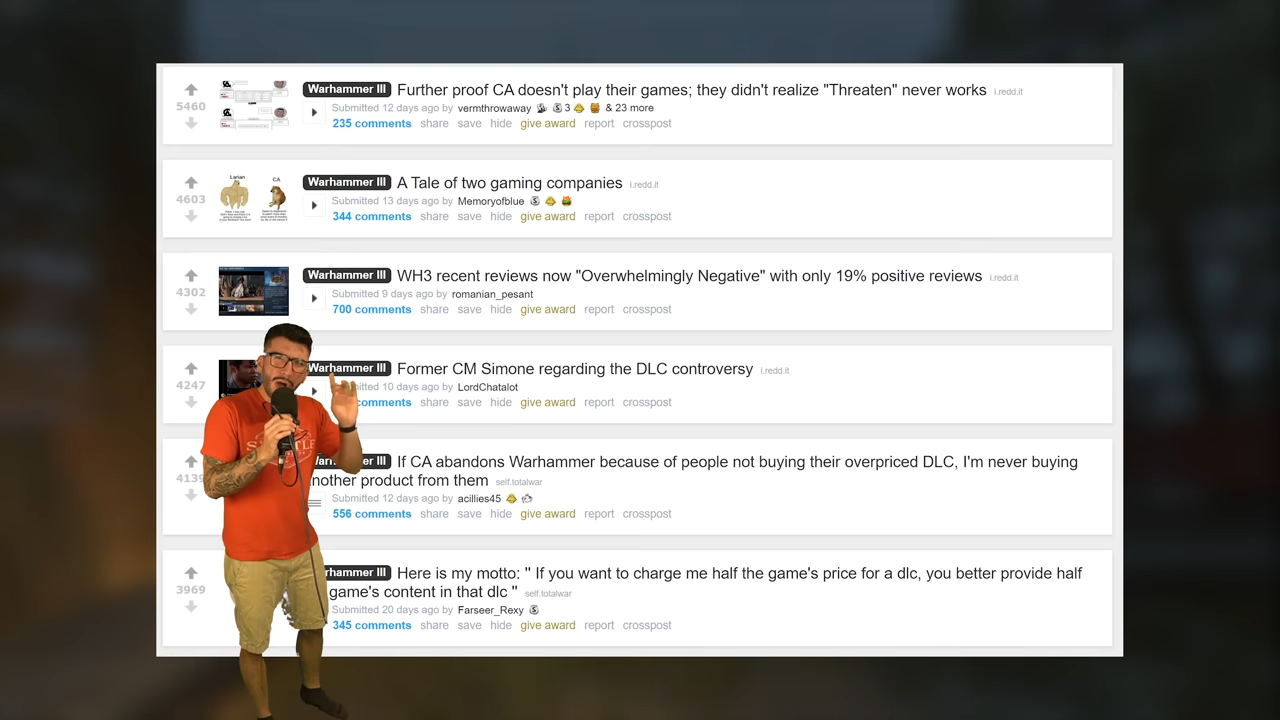 5460
Warhammer III Further proof CA doesn't play their games; they didn't realize "Threaten" never works i.redd.it
Submitted 12 days ago by vermthrowaway 3 & 23 more
235 comments share save hide give award report crosspost
4603
Larian CA
Warhammer III A Tale of two gaming companies i.redd.it
Submitted 13 days ago by Memoryofblue
344 comments share save hide give award report crosspost
4302
Warhammer III WH3 recent reviews now "Overwhelmingly Negative" with only 19% positive reviews i.redd.it
Submitted 9 days ago by romanian_pesant
700 comments share save hide give award report crosspost
4247
Warhammer III Former CM Simone regarding the DLC controversy i.redd.it
10 days ago by LordChatalot
comments share save hide give award report crosspost
4139
III If CA abandons Warhammer because of people not buying their overpriced DLC, I'm never buying
another product from them self.totalwar
Submitted 12 days ago by acillies45
556 comments share save hide give award report crosspost
3969
III Here is my motto: " If you want to charge me half the game's price for a dlc, you better provide half
game's content in that dlc " self.totalwar
Submitted 20 days ago by Farseer_Rexy
345 comments share save hide give award report crosspost